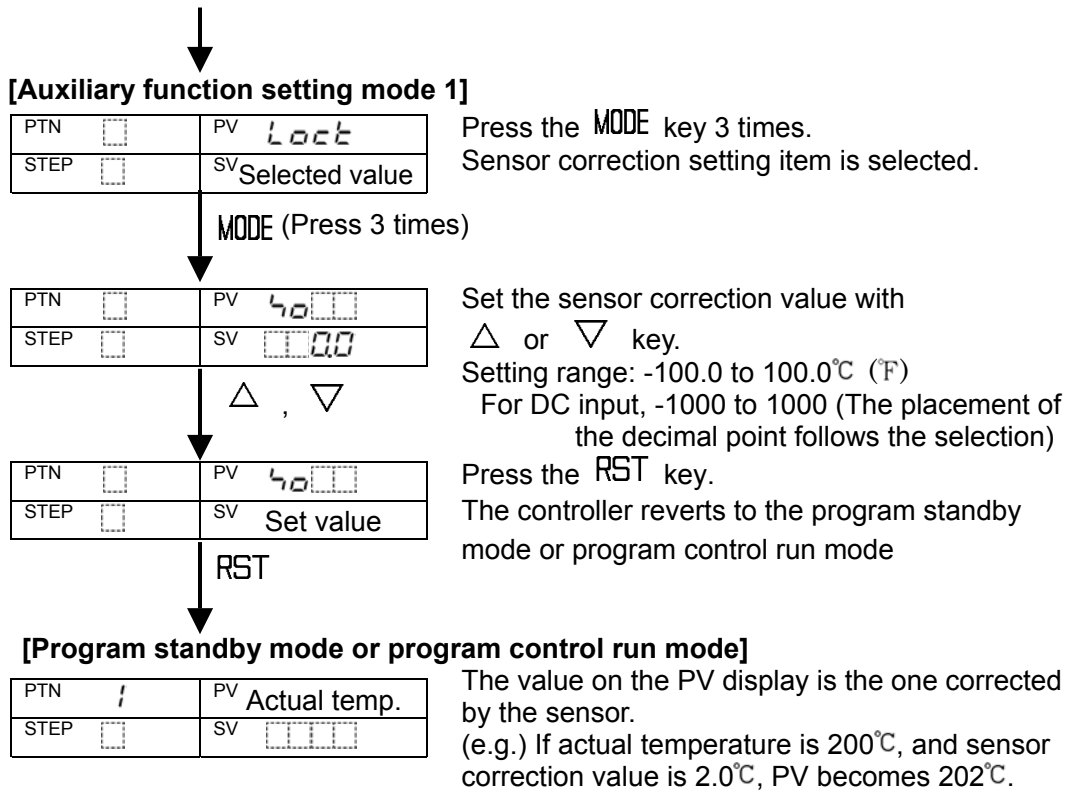 [Auxiliary function setting mode 1]
PTN PV Lock
STEP SV Selected value
Press the MODE key 3 times.
Sensor correction setting item is selected.
MODE (Press 3 times)
PTN PV so
STEP SV 0.0
Set the sensor correction value with
△ or ▽ key.
Setting range: -100.0 to 100.0℃ (℉)
For DC input, -1000 to 1000 (The placement of
the decimal point follows the selection)
△ , ▽
PTN PV so
STEP SV Set value
Press the RST key.
The controller reverts to the program standby
mode or program control run mode
RST
[Program standby mode or program control run mode]
PTN 1 PV Actual temp.
STEP SV
The value on the PV display is the one corrected
by the sensor.
(e.g.) If actual temperature is 200℃, and sensor
correction value is 2.0℃, PV becomes 202℃.